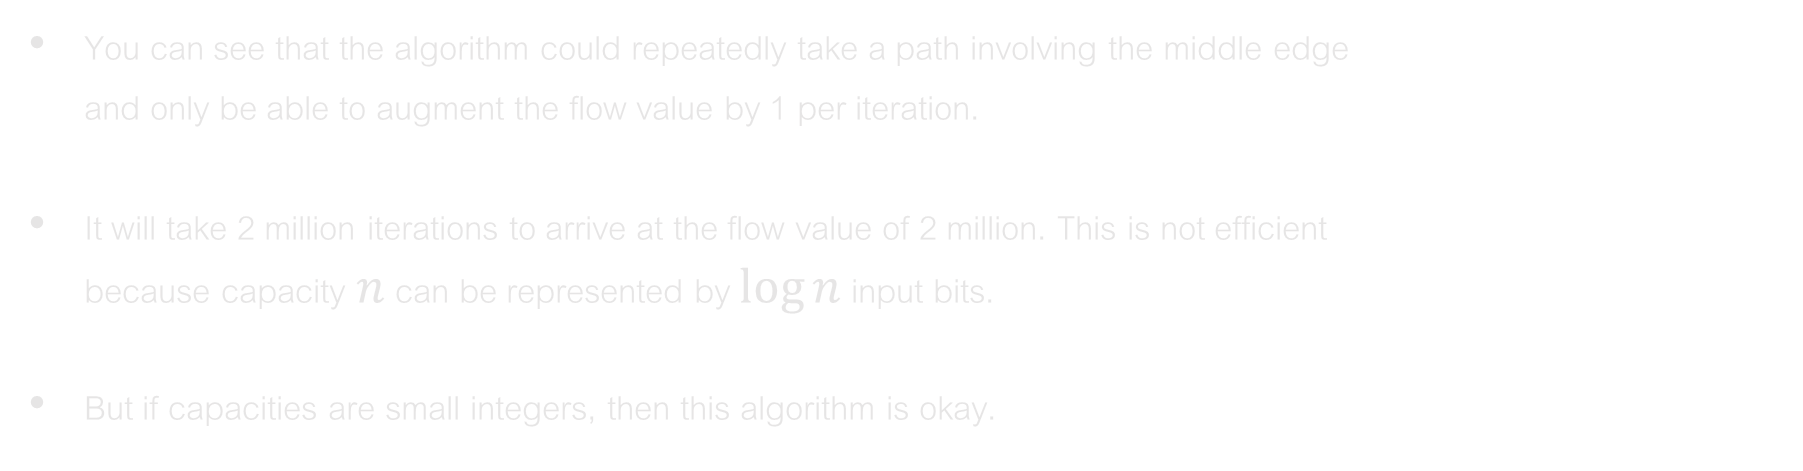 • You can see that the algorithm could repeatedly take a path involving the middle edge
and only be able to augment the flow value by 1 per iteration.
• It will take 2 million iterations to arrive at the flow value of 2 million. This is not efficient
because capacity n can be represented by log n input bits.
• But if capacities are small integers, then this algorithm is okay.